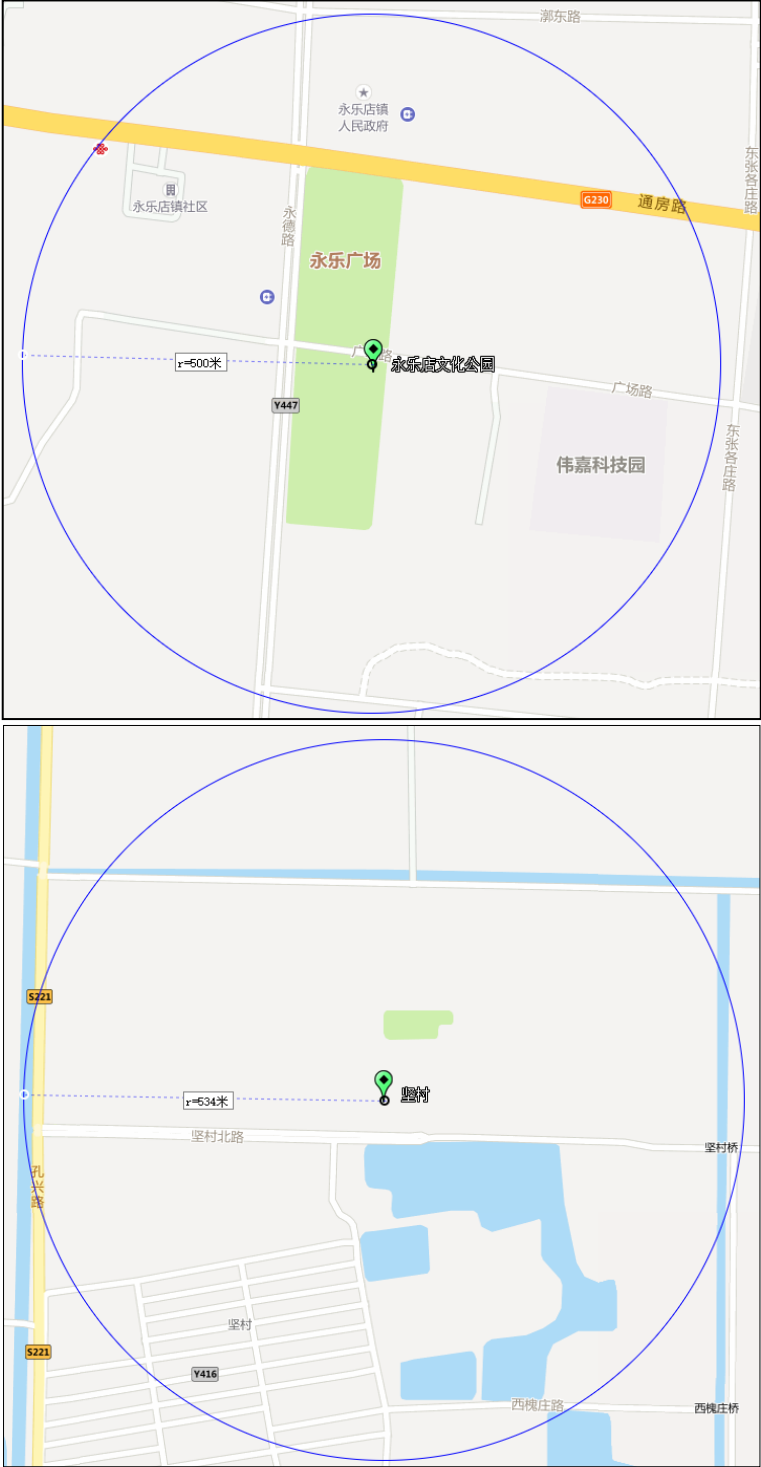 漷东路
永乐店镇
人民政府
东张各庄路
永乐店镇社区
G230
通房路
永德路
永乐广场
广场路
r=500米
永乐店文化公园
广场路
Y447
东张各庄路
伟嘉科技园
S221
坚村
r=534米
坚村北路
坚村桥
孔兴路
坚村
S221
Y416
西槐庄路
西槐庄桥